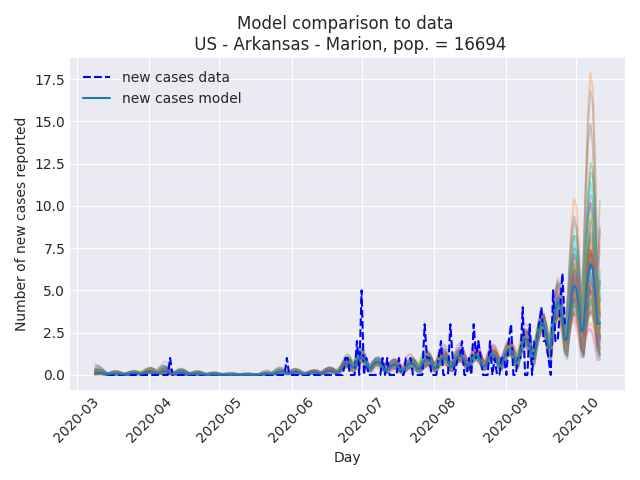 Model comparison to data
US - Arkansas - Marion, pop. = 16694
new cases data
new cases model
Number of new cases reported
17.5
15.0
12.5
10.0
7.5
5.0
2.5
0.0
2020-03
2020-04
2020-05
2020-06
2020-07
2020-08
2020-09
2020-10
Day